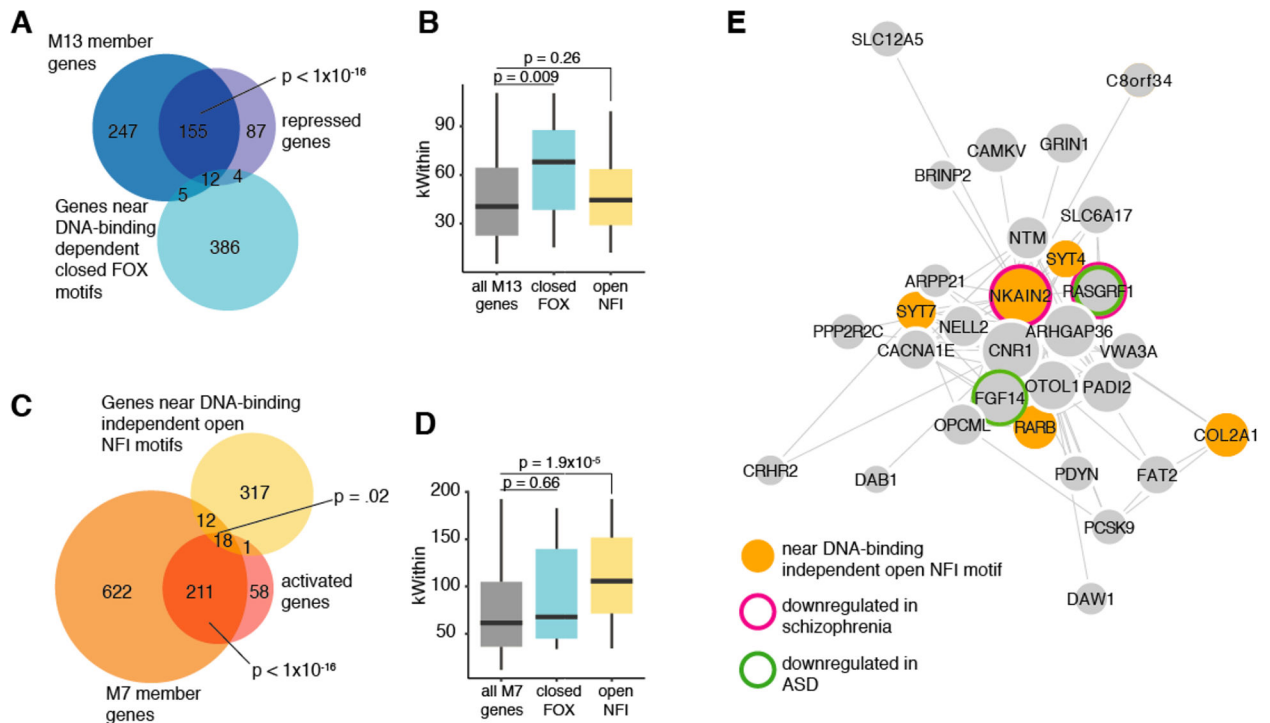 A
M13 member
genes
p < 1x10-16
247
155
87
repressed
genes
12
4
5
Genes near
DNA-binding
dependent
closed FOX
motifs
386
B
p = 0.26
p = 0.009
kWithin
90
60
30
all M13
genes
closed
FOX
open
NFI
C
Genes near DNA-binding
independent open
NFI motifs
317
p = .02
12
18
1
622
211
58
activated
genes
p < 1x10-16
M7 member
genes
D
p = 1.9x10-5
p = 0.66
kWithin
200
150
100
50
all M7
genes
closed
FOX
open
NFI
E
SLC12A5
C8orf34
CAMKV
GRIN1
BRINP2
SLC6A17
NTM
SYT4
ARPP21
NKAIN2
RASGRF1
SYT7
PPP2R2C
NELL2
ARHGAP36
CACNA1E
CNR1
VWA3A
FGF14
OTOL1
PADI2
OPCML
RARB
COL2A1
CRHR2
DAB1
PDYN
FAT2
PCSK9
DAW1
near DNA-binding
independent open NFI motif
downregulated in
schizophrenia
downregulated in
ASD